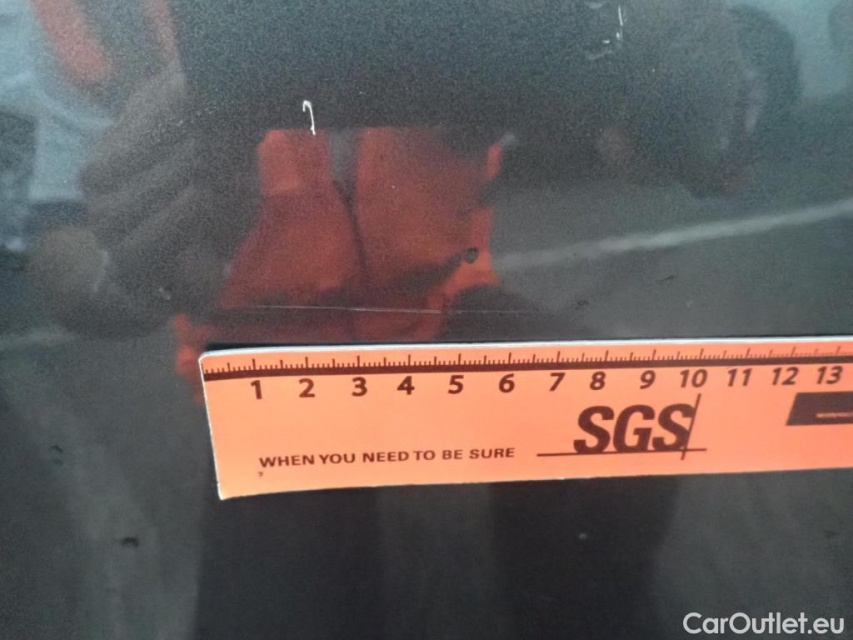 1 2 3 4 5 6 7 8 9 10 11 12 13
SGS
WHEN YOU NEED TO BE SURE
CarOutlet.eu